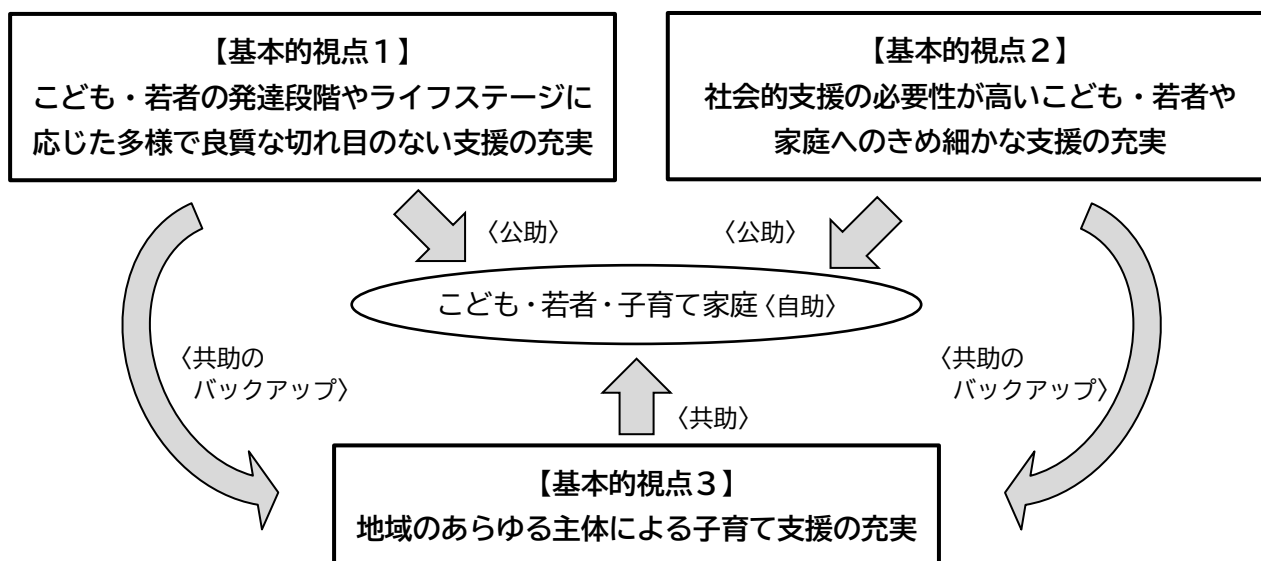 【基本的視点１】
こども・若者の発達段階やライフステージに
応じた多様で良質な切れ目のない支援の充実
【基本的視点２】
社会的支援の必要性が高いこども・若者や
家庭へのきめ細かな支援の充実
〈公助〉
〈公助〉
こども・若者・子育て家庭〈自助〉
〈共助の
バックアップ〉
〈共助の
バックアップ〉
〈共助〉
【基本的視点３】
地域のあらゆる主体による子育て支援の充実